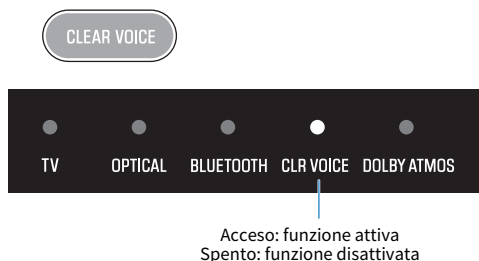 CLEAR VOICE
TV OPTICAL BLUETOOTH CLR VOICE DOLBY ATMOS
Acceso: funzione attiva
Spento: funzione disattivata